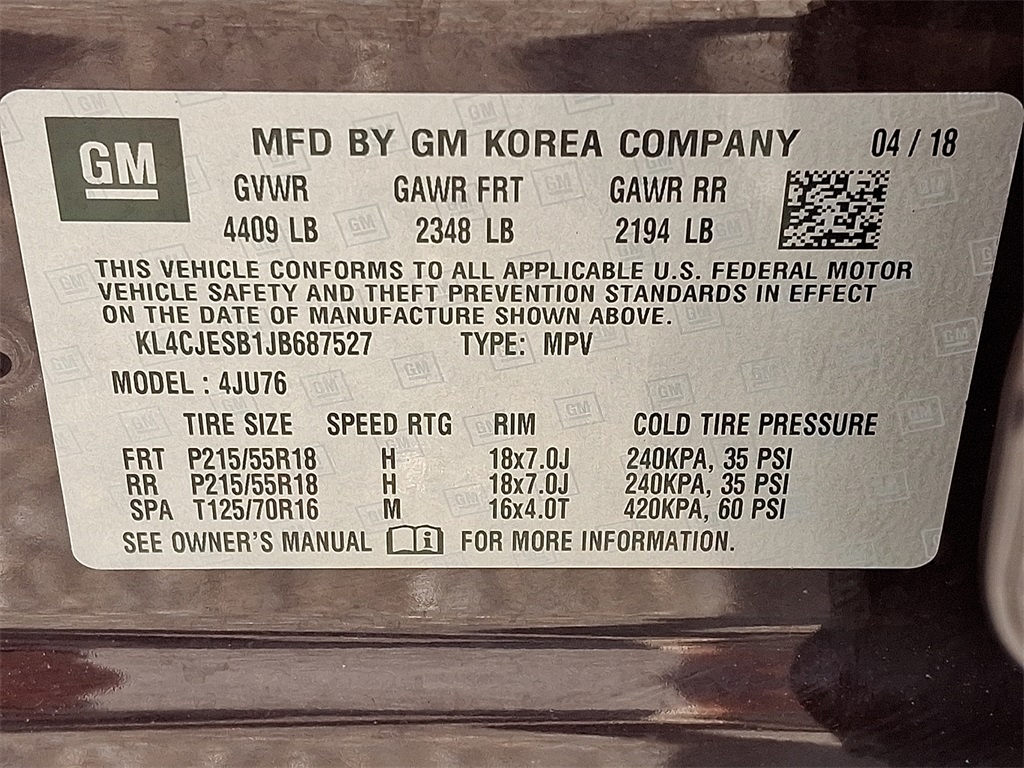 GM
MFD BY GM KOREA COMPANY 04 / 18
GVWR GAWR FRT GAWR RR
4409 LB 2348 LB 2194 LB
THIS VEHICLE CONFORMS TO ALL APPLICABLE U.S. FEDERAL MOTOR
VEHICLE SAFETY AND THEFT PREVENTION STANDARDS IN EFFECT
ON THE DATE OF MANUFACTURE SHOWN ABOVE.
KL4CJESB1JB687527 TYPE: MPV
MODEL : 4JU76
TIRE SIZE SPEED RTG RIM COLD TIRE PRESSURE
FRT P215/55R18 H 18x7.0J 240KPA, 35 PSI
RR P215/55R18 H 18x7.0J 240KPA, 35 PSI
SPA T125/70R16 M 16x4.0T 420KPA, 60 PSI
SEE OWNER'S MANUAL i FOR MORE INFORMATION.